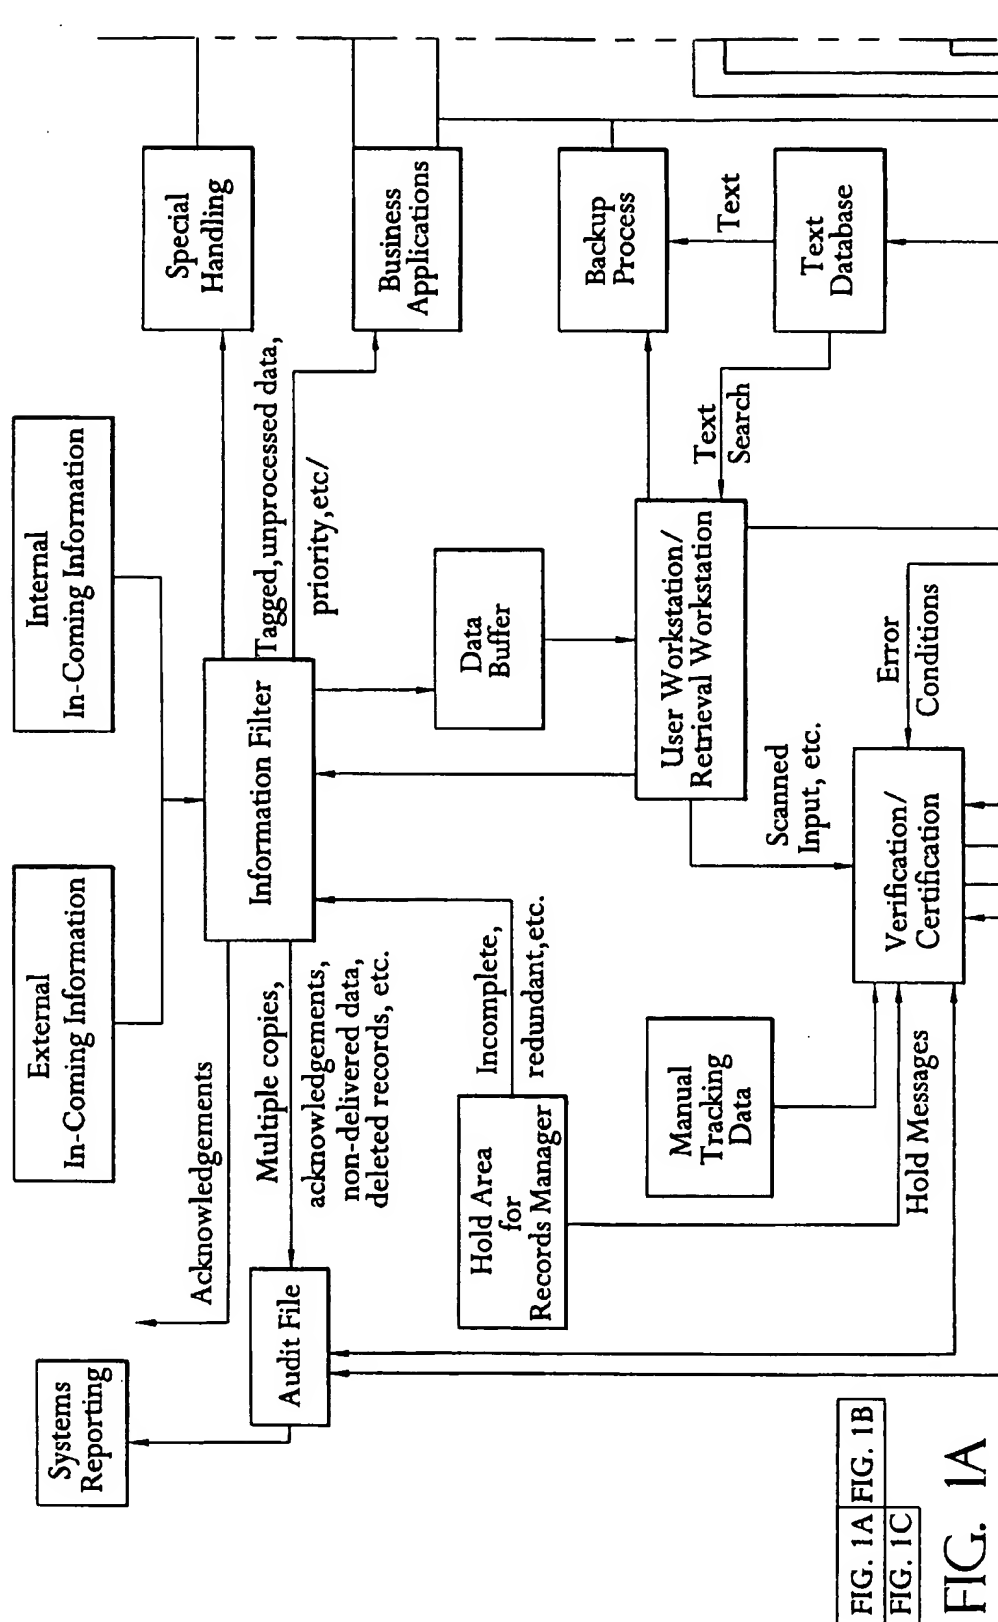 Systems
Reporting
Acknowledgements
External
In-Coming Information
Internal
In-Coming Information
Audit File
Multiple copies,
acknowledgements,
non-delivered data,
deleted records, etc.
Information Filter
Tagged,unprocessed data,
priority,etc/
Special
Handling
Business
Applications
Hold Area
for
Records Manager
Incomplete,
redundant,etc.
Data
Buffer
Backup
Process
Manual
Tracking
Data
User Workstation/
Retrieval Workstation
Text
Search
Text
Text
Database
Scanned
Input, etc.
Hold Messages
Verification/
Certification
Error
Conditions
FIG. 1A
FIG. 1B
FIG. 1C
FIG. 1A